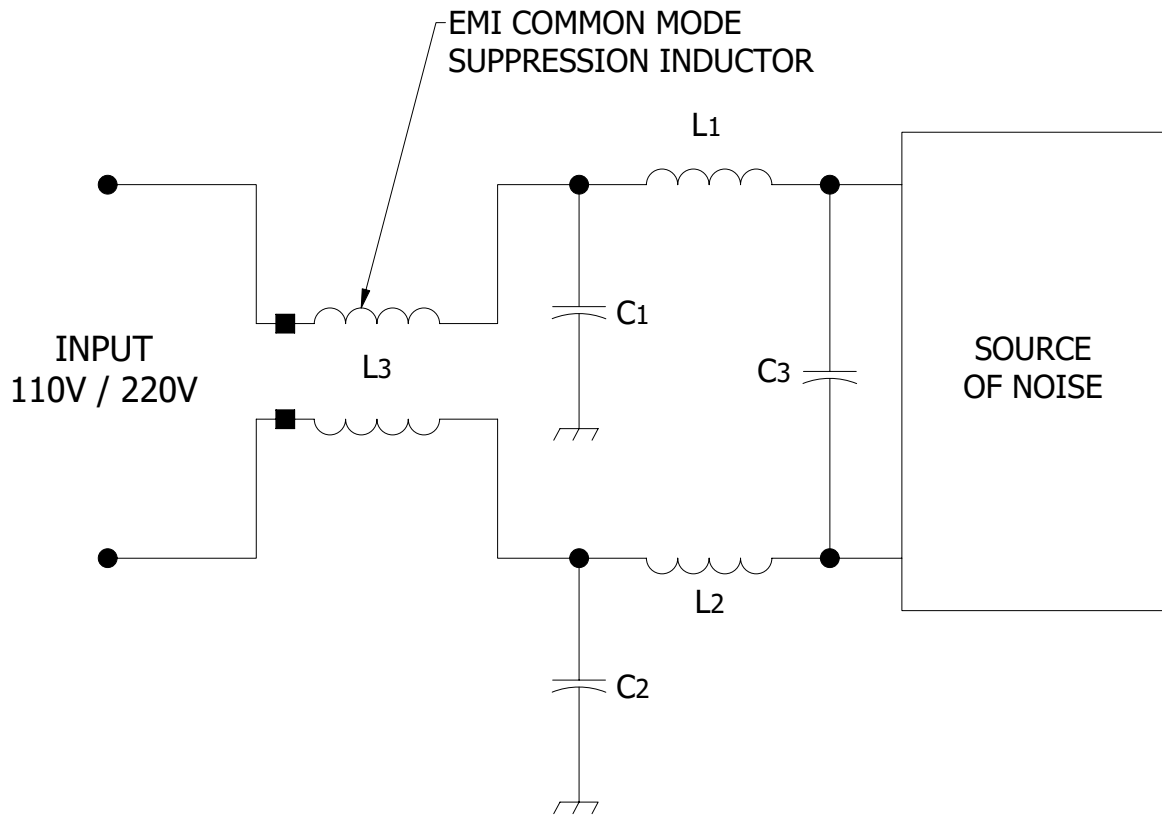 EMI COMMON MODE
SUPPRESSION INDUCTOR
L1
INPUT
110V / 220V
L3
C1
C3
SOURCE
OF NOISE
L2
C2